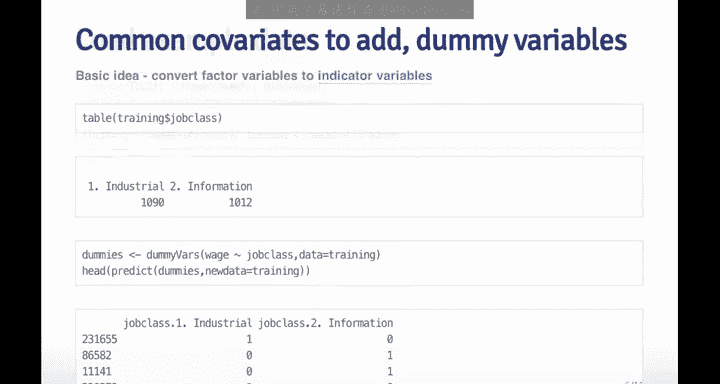 Common covariates to add, dummy variables
Basic idea - convert factor variables to indicator variables
table(training$jobclass)
1. Industrial 2. Information
1090 1012
dummies <- dummyVars(wage ~ jobclass,data=training)
head(predict(dummies,newdata=training))
jobclass.1. Industrial jobclass.2. Information
231655 1 0
86582 0 1
11141 0 1